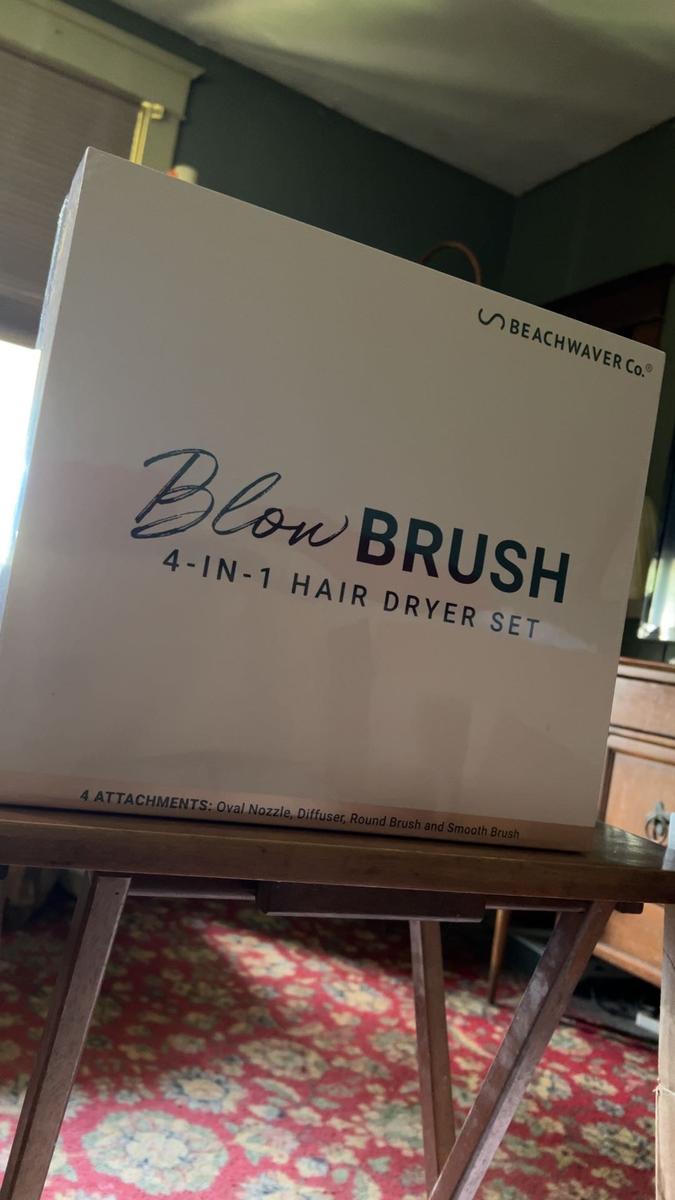 BEACHWAVER Co.®
Blow BRUSH
4-IN-1 HAIR DRYER SET
4 ATTACHMENTS: Oval Nozzle, Diffuser, Round Brush and Smooth Brush